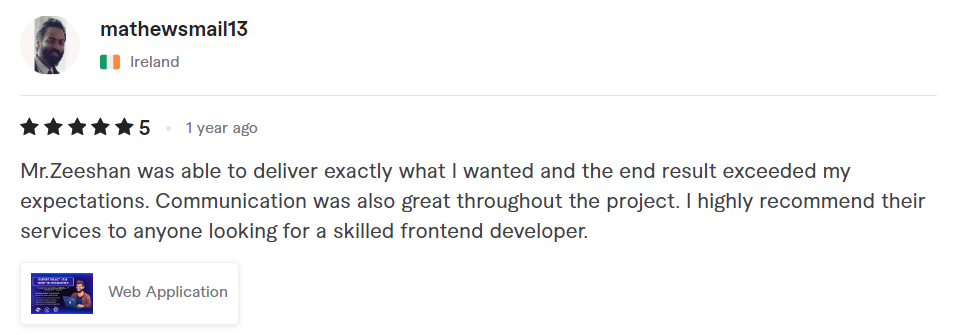 mathewsmail13
Ireland
5 • 1 year ago
Mr.Zeeshan was able to deliver exactly what I wanted and the end result exceeded my
expectations. Communication was also great throughout the project. I highly recommend their
services to anyone looking for a skilled frontend developer.
Web Application